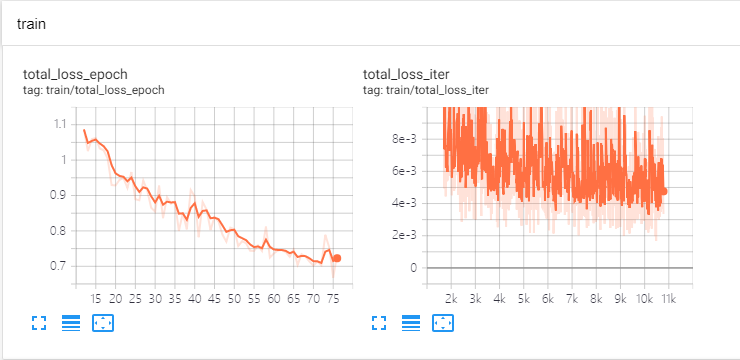 train
total_loss_epoch
tag: train/total_loss_epoch
1.1
1
0.9
0.8
0.7
15 20 25 30 35 40 45 50 55 60 65 70 75
total_loss_iter
tag: train/total_loss_iter
8e-3
6e-3
4e-3
2e-3
0
2k 3k 4k 5k 6k 7k 8k 9k 10k 11k